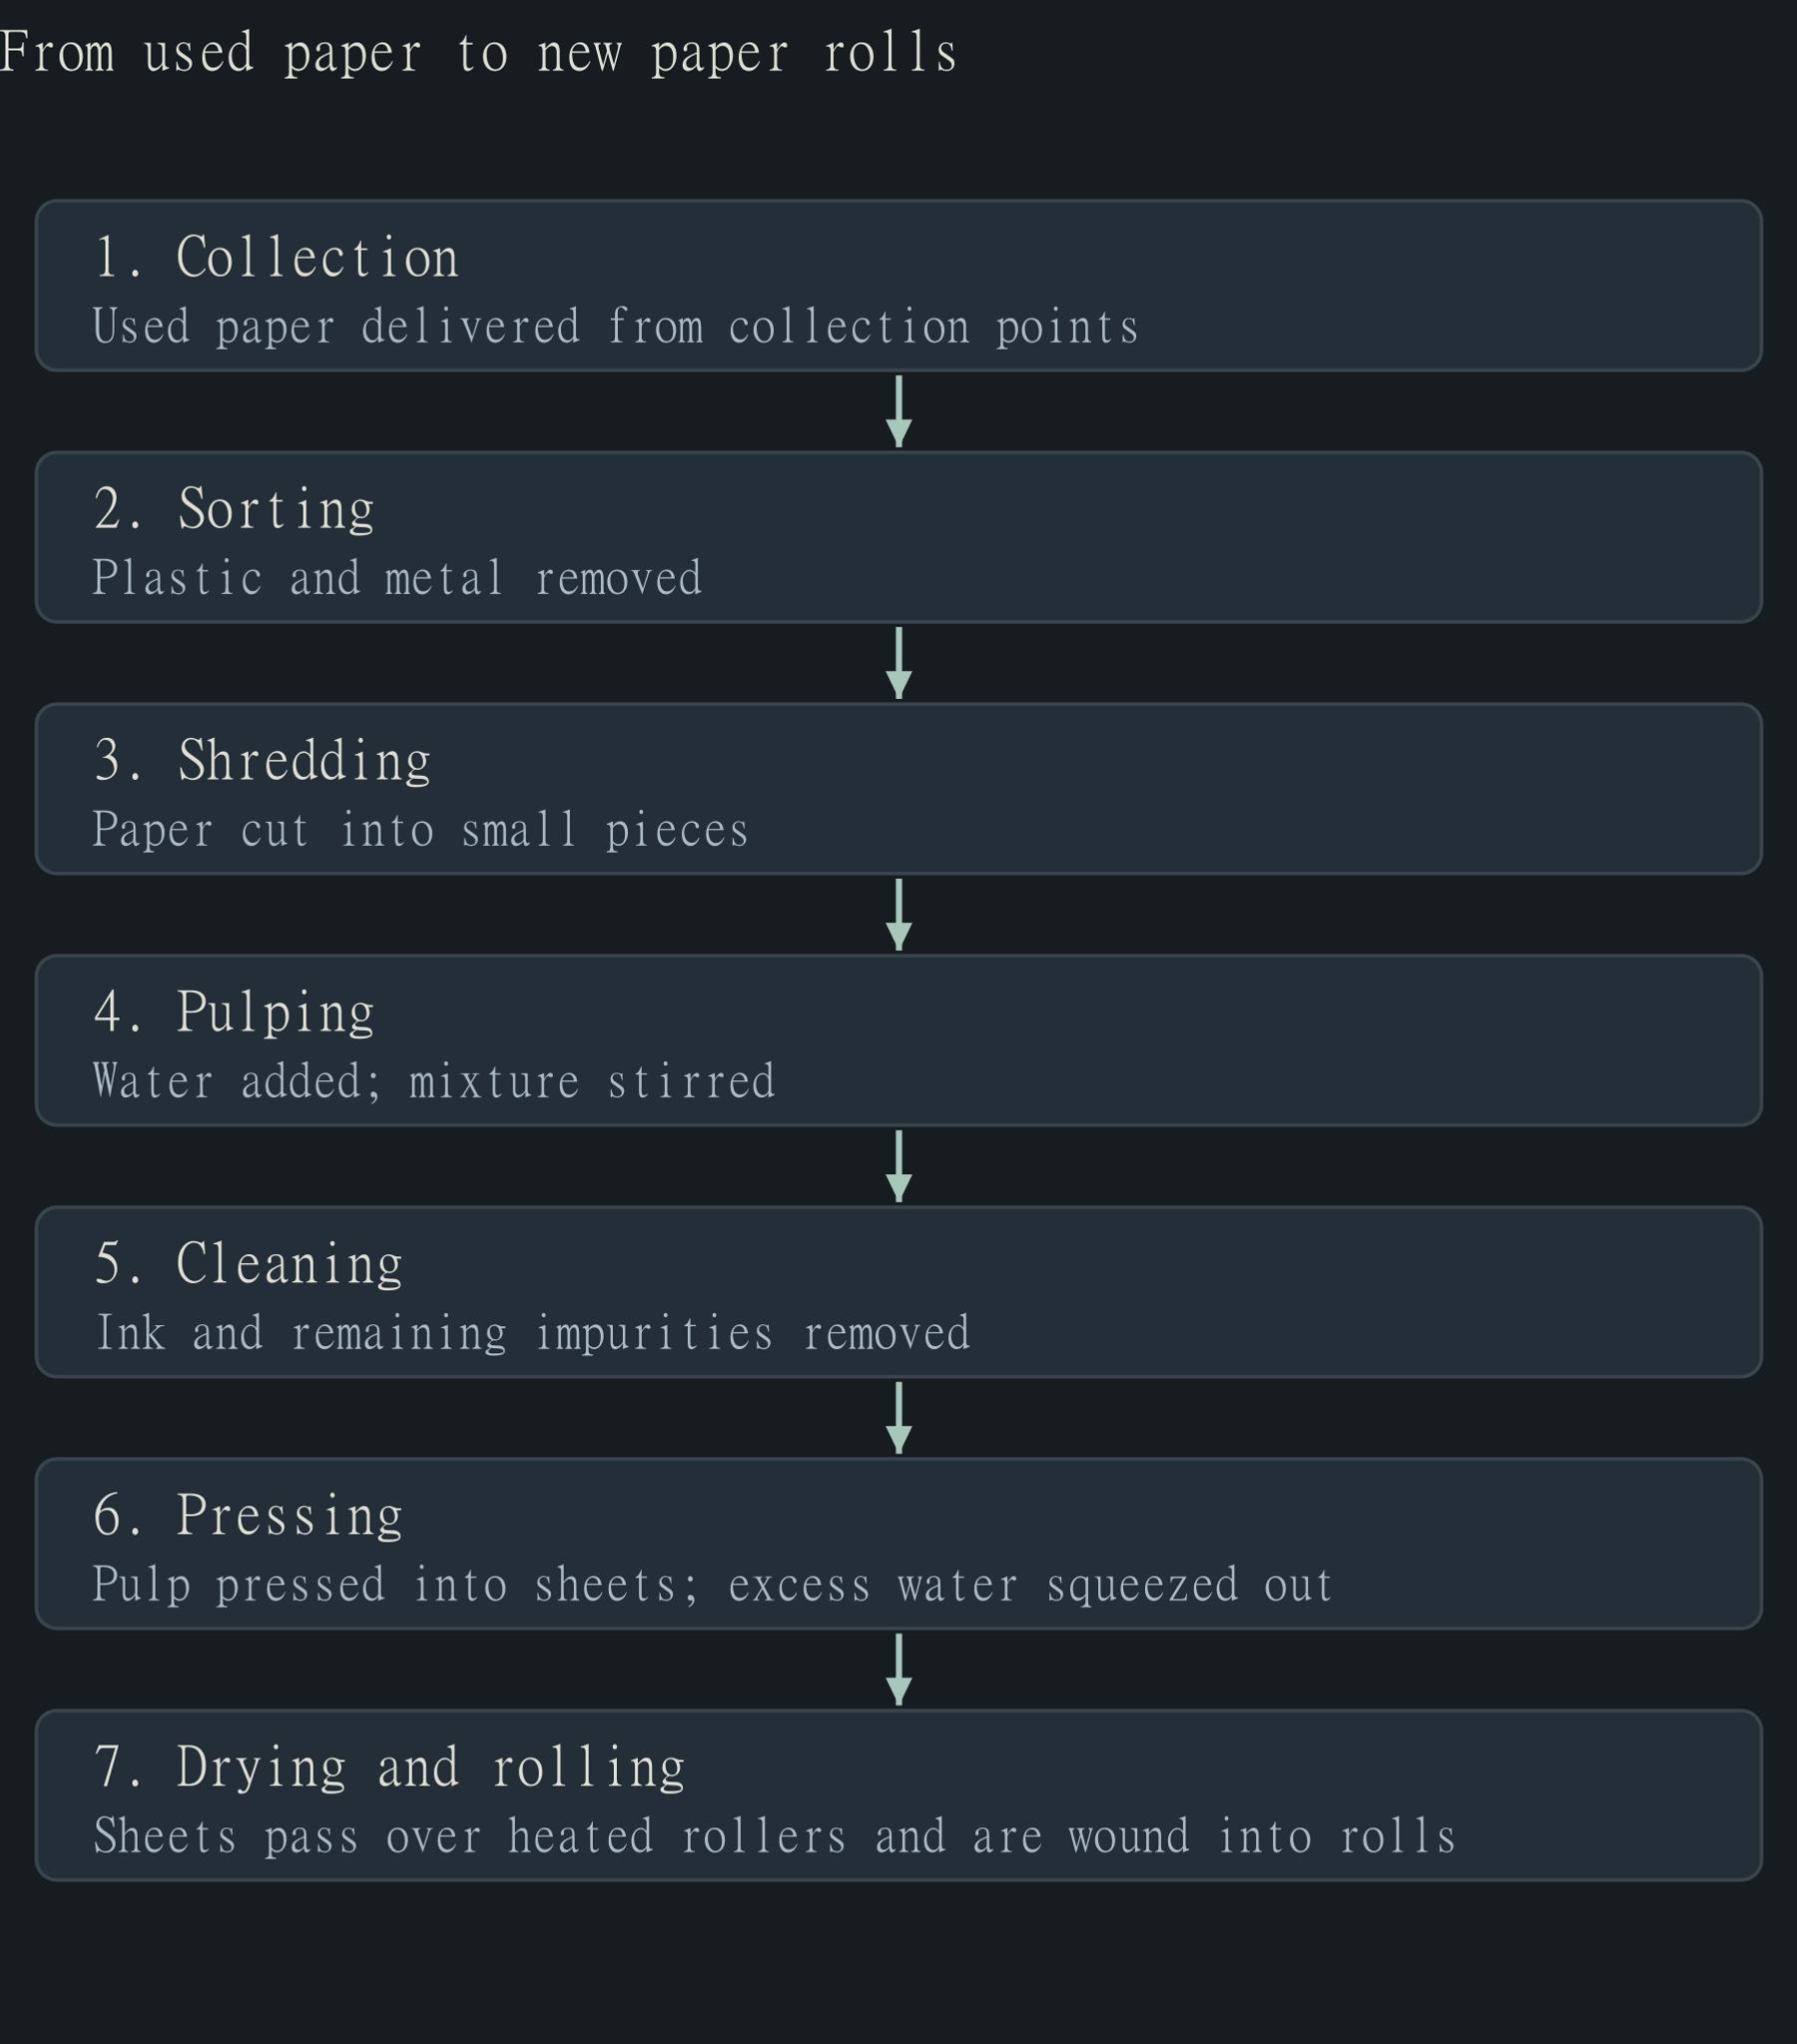 From used paper to new paper rolls
1. Collection
Used paper delivered from collection points
2. Sorting
Plastic and metal removed
3. Shredding
Paper cut into small pieces
4. Pulping
Water added; mixture stirred
5. Cleaning
Ink and remaining impurities removed
6. Pressing
Pulp pressed into sheets; excess water squeezed out
7. Drying and rolling
Sheets pass over heated rollers and are wound into rolls